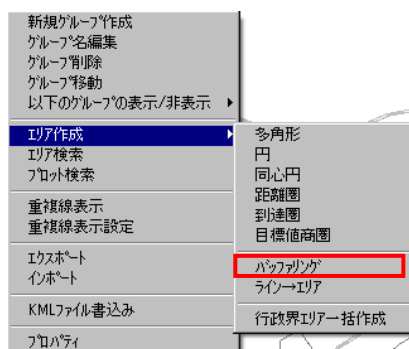 新規ｸﾞﾙｰﾌﾟ作成
ｸﾞﾙｰﾌﾟ名編集
ｸﾞﾙｰﾌﾟ削除
ｸﾞﾙｰﾌﾟ移動
以下のｸﾞﾙｰﾌﾟの表示/非表示
ｴﾘｱ作成
ｴﾘｱ検索
ﾌﾟﾛｯﾄ検索
重複線表示
重複線表示設定
ｴｸｽﾎﾟｰﾄ
ｲﾝﾎﾟｰﾄ
KMLﾌｧｲﾙ書込み
ﾌﾟﾛﾊﾟﾃｨ
多角形
円
同心円
距離圏
到達圏
目標値商圏
ﾊﾞｯﾌｧﾘﾝｸﾞ
ﾗｲﾝ→ｴﾘｱ
行政界ｴﾘｱ一括作成